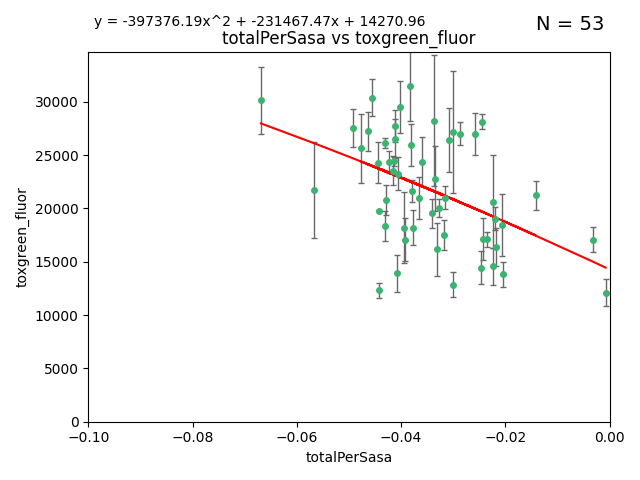 y = -397376.19x^2 + -231467.47x + 14270.96
N = 53
totalPerSasa vs toxgreen_fluor
30000
25000
20000
15000
10000
5000
0
toxgreen_fluor
−0.10 −0.08 −0.06 −0.04 −0.02 0.00
totalPerSasa